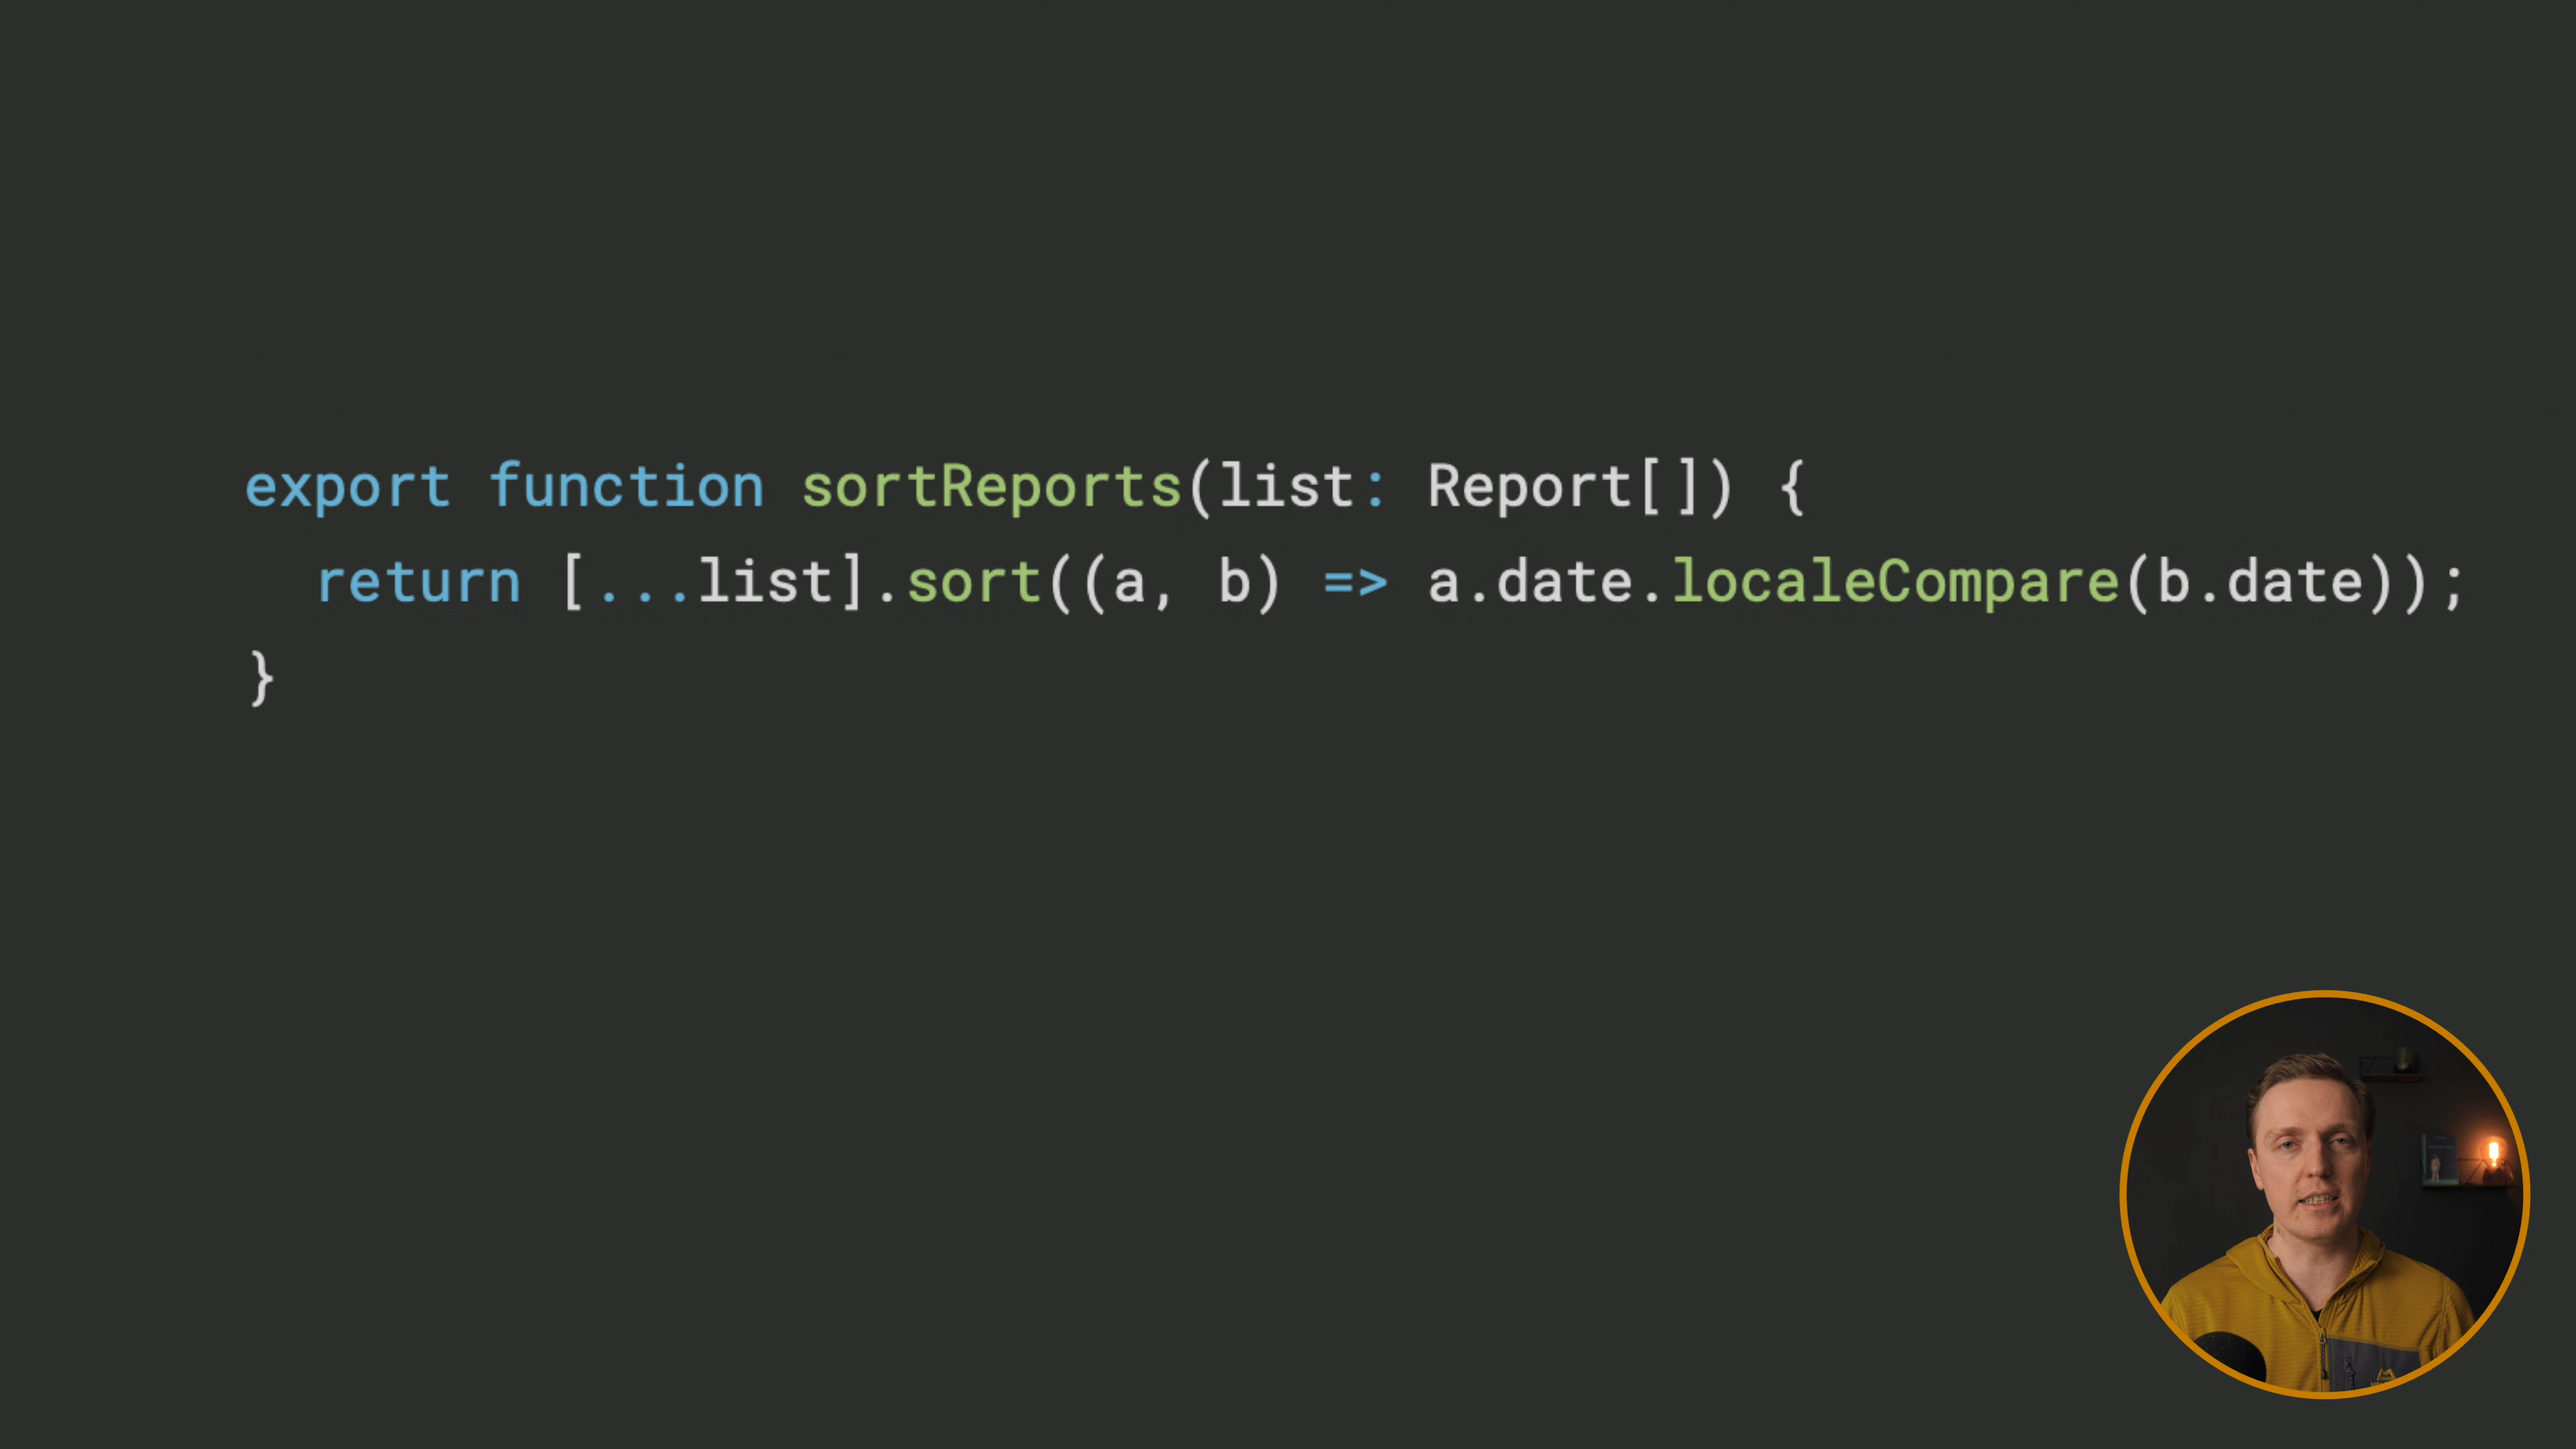 export function sortReports(list: Report[]) {
  return [...list].sort((a, b) => a.date.localeCompare(b.date));
}